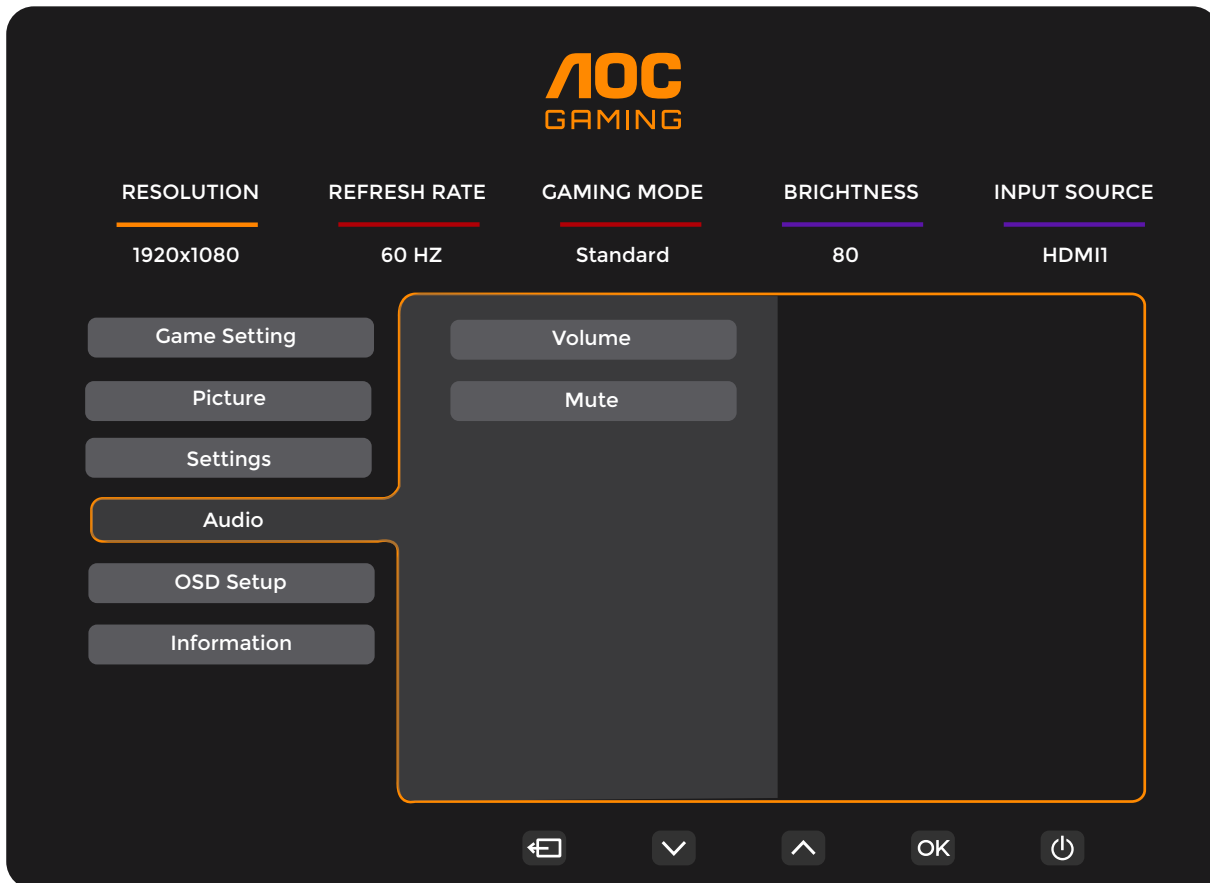 AOC
GAMING
RESOLUTION REFRESH RATE GAMING MODE BRIGHTNESS INPUT SOURCE
1920x1080 60 HZ Standard 80 HDMI1
Game Setting
Volume
Picture
Mute
Settings
Audio
OSD Setup
Information
OK